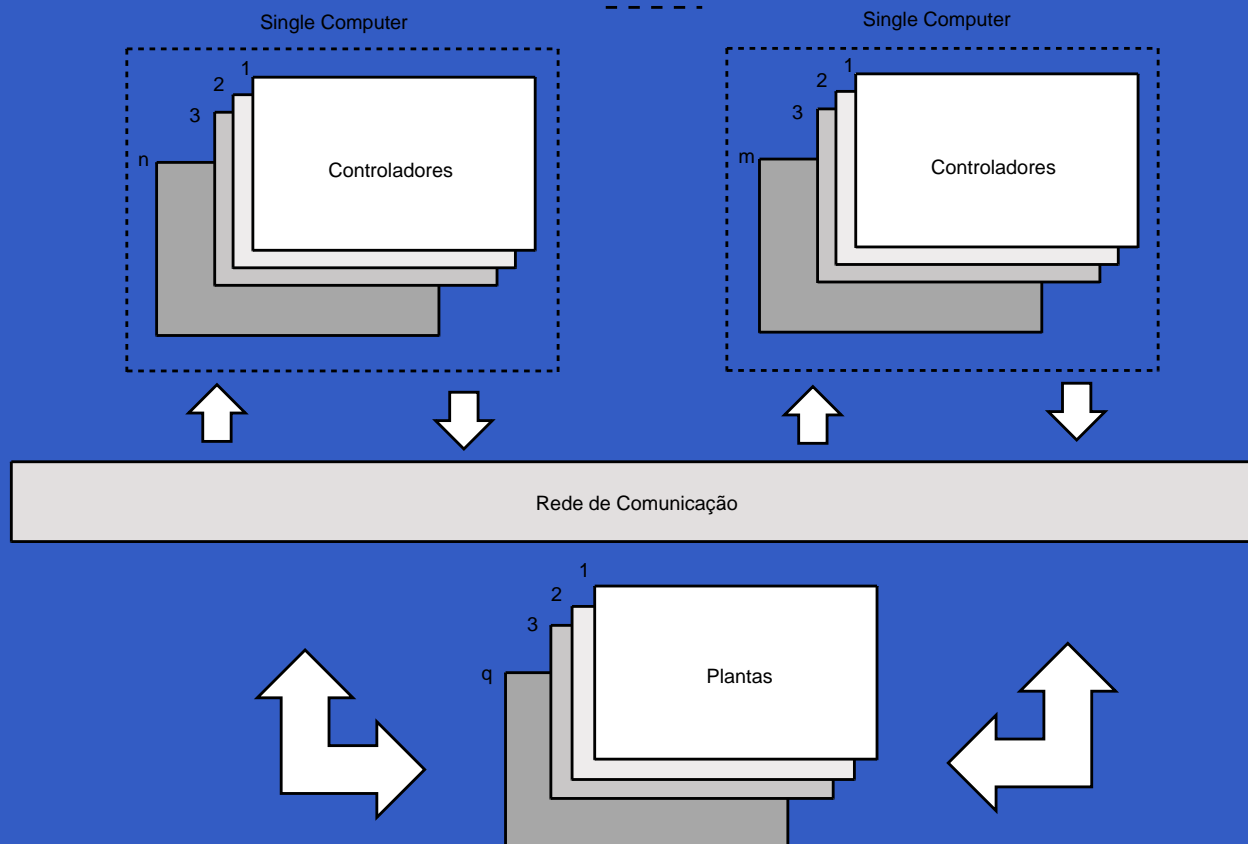 Single Computer
Single Computer
1
2
3
n
Controladores
1
2
3
m
Controladores
Rede de Comunicação
1
2
3
q
Plantas